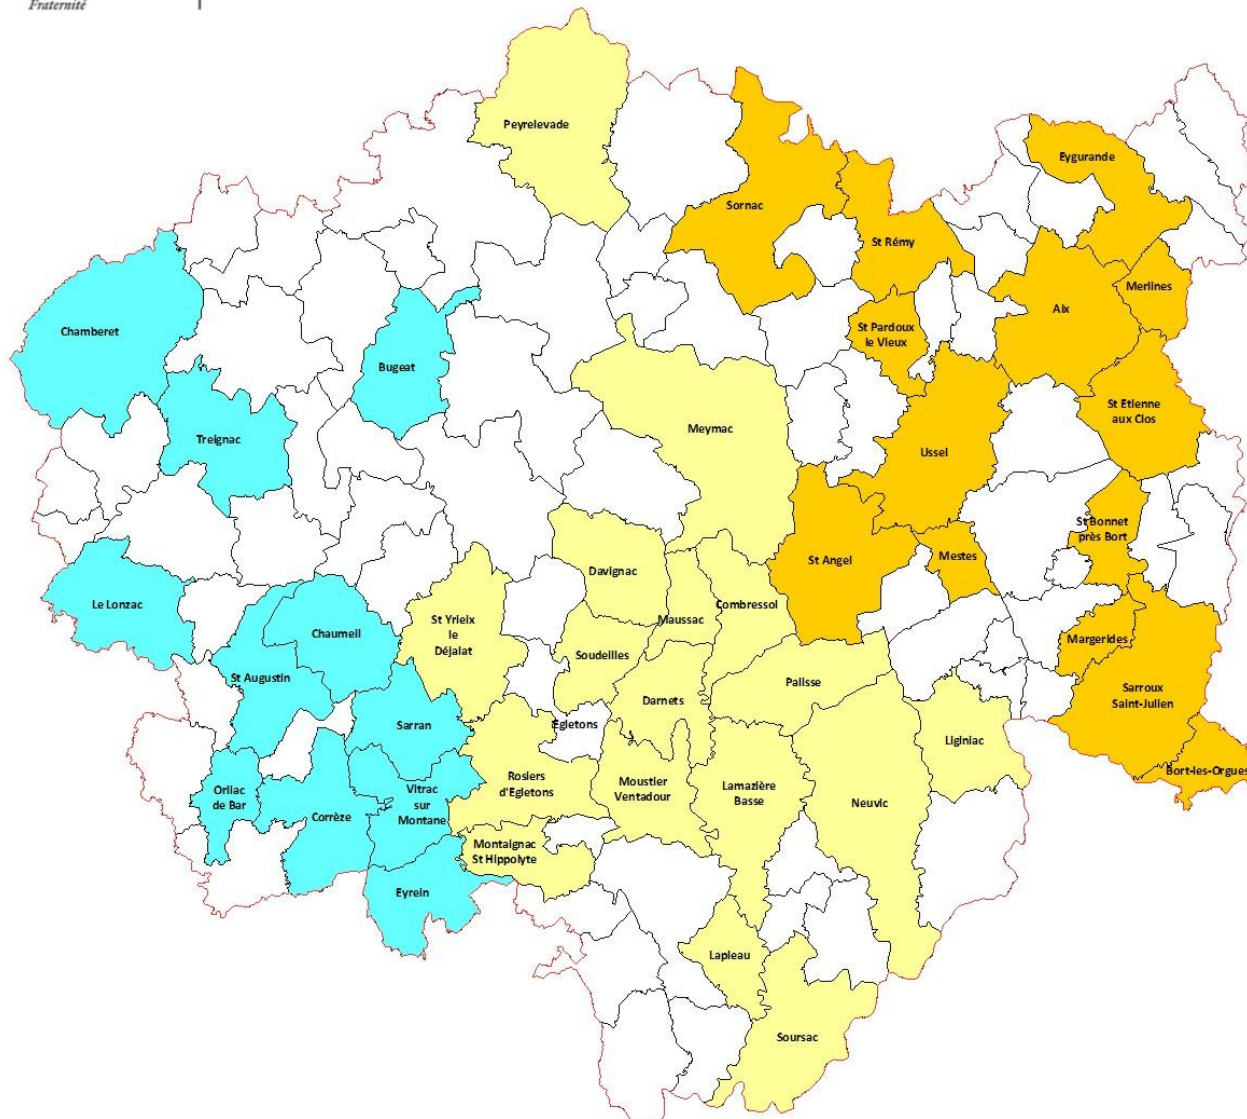 Fraternité
Peyrelevade
Eygurande
Sornac
St Rémy
Merlines
Aix
Chamberet
St Pardoux
le Vieux
Bugeat
St Etienne
aux Clos
Meymac
Treignac
Ussel
St Bonnet
près Bort
St Angel
Mestes
Davignac
Le Lonzac
Combressol
Maussac
St Yrieix
le
Déjalat
Chaumeil
Margerides
Soudeilles
St Augustin
Palisse
Sarroux
Saint-Julien
Darnets
Sarran
Egletons
Liginiac
Bort-les-Orgues
Rosiers
d'Egletons
Moustier
Ventadour
Lamazière
Basse
Neuvic
Orliac
de Bar
Vitrac
sur
Montane
Corrèze
Montaignac
St Hippolyte
Eyrein
Lapleau
Soursac